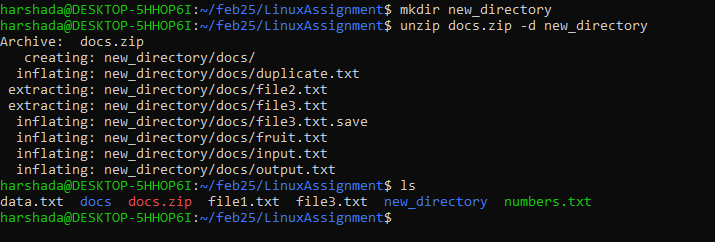 harshada@DESKTOP-5HHOP6I:~/feb25/LinuxAssignment$ mkdir new_directory
harshada@DESKTOP-5HHOP6I:~/feb25/LinuxAssignment$ unzip docs.zip -d new_directory
Archive:  docs.zip
   creating: new_directory/docs/
  inflating: new_directory/docs/duplicate.txt
 extracting: new_directory/docs/file2.txt
 extracting: new_directory/docs/file3.txt
  inflating: new_directory/docs/file3.txt.save
  inflating: new_directory/docs/fruit.txt
  inflating: new_directory/docs/input.txt
  inflating: new_directory/docs/output.txt
harshada@DESKTOP-5HHOP6I:~/feb25/LinuxAssignment$ ls
data.txt  docs  docs.zip  file1.txt  file3.txt  new_directory  numbers.txt
harshada@DESKTOP-5HHOP6I:~/feb25/LinuxAssignment$